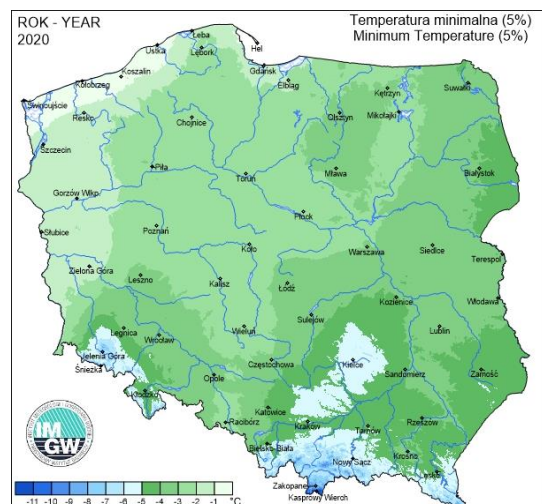 ROK - YEAR
2020
Temperatura minimalna (5%)
Minimum Temperature (5%)
Łeba
Hel
Ustka
Lębork
Koszalin
Gdańsk
Suwałki
Kołobrzeg
Elbląg
Kętrzyn
Świnoujście
Resko
Chojnice
Olsztyn
Mikołajki
Szczecin
Piła
Toruń
Mława
Białystok
Gorzów Wlkp
Płock
Słubice
Poznań
Koło
Warszawa
Siedlce
Terespol
Zielona Góra
Leszno
Kalisz
Łódź
Kozienice
Włodawa
Legnica
Wrocław
Wieluń
Sulejów
Lublin
Jelenia Góra
Śnieżka
Opole
Częstochowa
Kielce
Sandomierz
Zamość
Kłodzko
Racibórz
Katowice
Kraków
Tarnów
Rzeszów
Bielsko-Biała
Nowy Sącz
Krosno
Lesko
Zakopane
Kasprowy Wierch
IM
GW
-11 -10 -9 -8 -7 -6 -5 -4 -3 -2 -1 °C